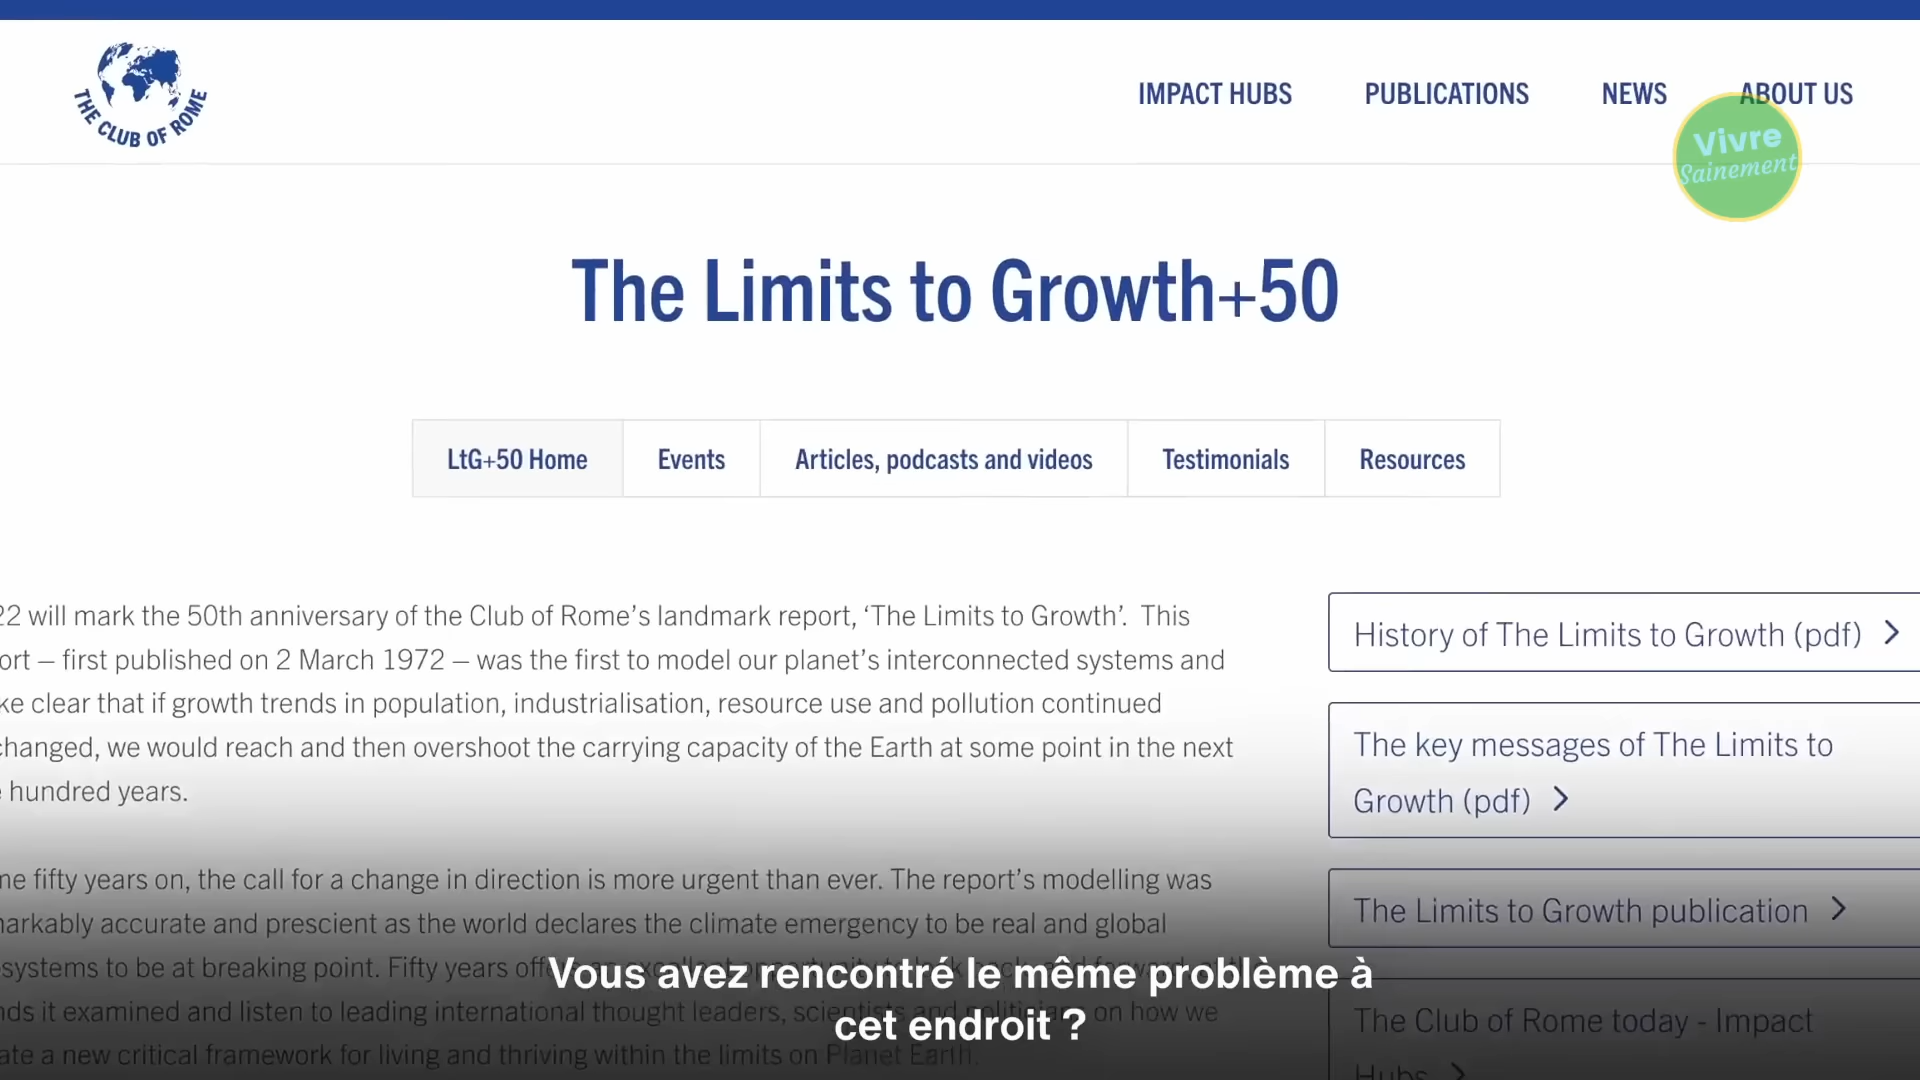 THE CLUB OF ROME
IMPACT HUBS
PUBLICATIONS
NEWS
ABOUT US
Vivre
Sainement
The Limits to Growth+50
LtG+50 Home
Events
Articles, podcasts and videos
Testimonials
Resources
22 will mark the 50th anniversary of the Club of Rome’s landmark report, ‘The Limits to Growth’. This
ort – first published on 2 March 1972 – was the first to model our planet’s interconnected systems and
ke clear that if growth trends in population, industrialisation, resource use and pollution continued
changed, we would reach and then overshoot the carrying capacity of the Earth at some point in the next
hundred years.
me fifty years on, the call for a change in direction is more urgent than ever. The report’s modelling was
markably accurate and prescient as the world declares the climate emergency to be real and global
systems to be at breaking point. Fifty years
nds it examined and listen to leading international thought leaders, scientists and politicians on how we
ate a new critical framework for living and thriving within the limits on Planet Earth.
History of The Limits to Growth (pdf)
The key messages of The Limits to
Growth (pdf)
The Limits to Growth publication
The Club of Rome today - Impact
Hubs
Vous avez rencontré le même problème à
cet endroit ?